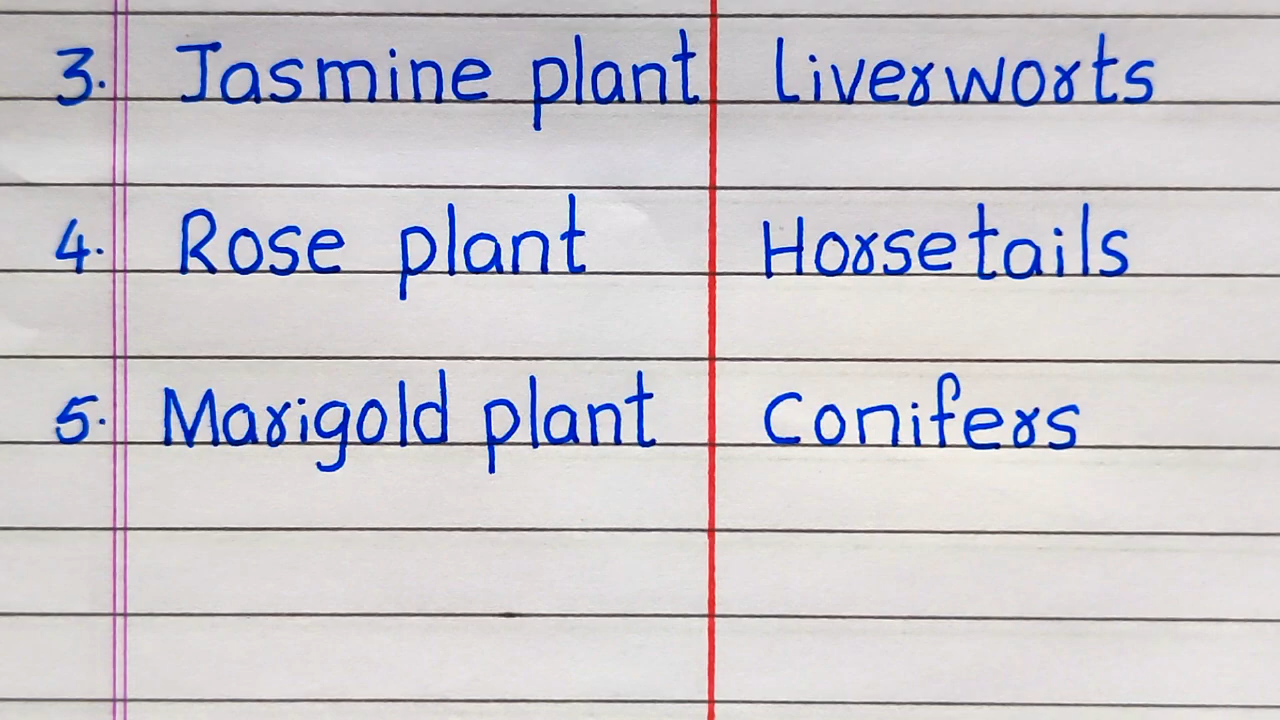 3. Jasmine plant liverworts
4. Rose plant Horsetails
5. Marigold plant Conifers